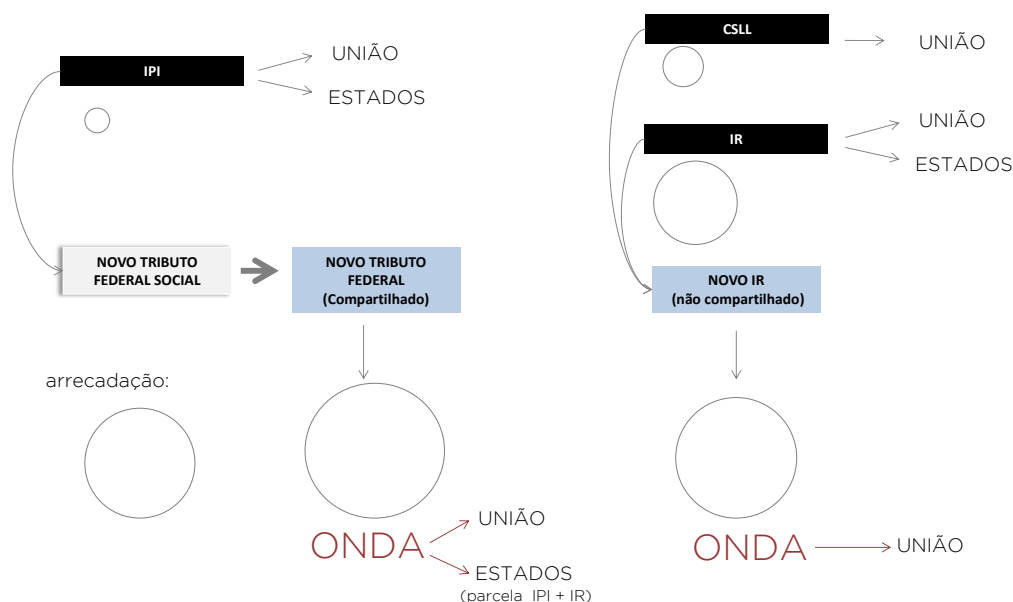 IPI
UNIÃO
ESTADOS
NOVO TRIBUTO
FEDERAL SOCIAL
NOVO TRIBUTO
FEDERAL
(Compartilhado)
arrecadação:
ONDA
UNIÃO
ESTADOS
(parcela IPI + IR)
CSLL
UNIÃO
IR
UNIÃO
ESTADOS
NOVO IR
(não compartilhado)
ONDA
UNIÃO